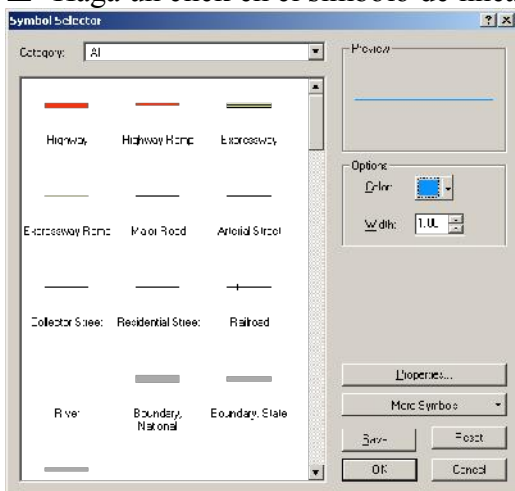 Haga un click en el símbolo de línea
Symbol Selector
Category: All
Highway
Highway Ramp
Expressway
Expressway Ramp
Major Road
Arterial Street
Collector Street
Residential Street
Railroad
River
Boundary, National
Boundary, State
Preview
Options
Color:
Width: 1.00
Properties...
More Symbols
Save...
Reset
OK
Cancel